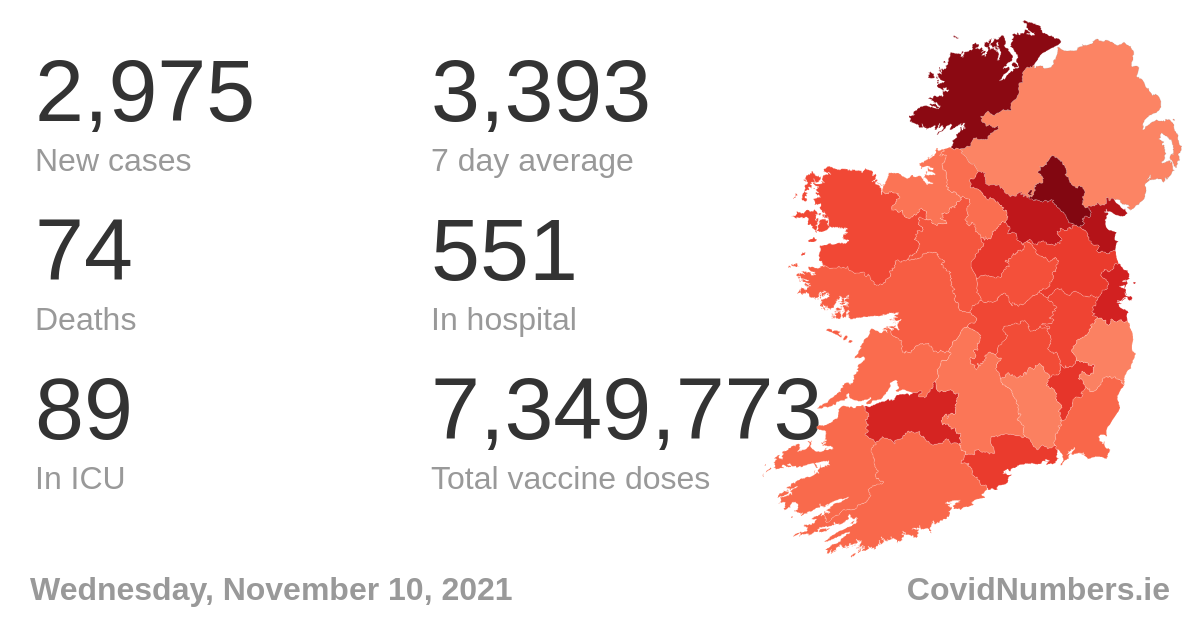 2,975
3,393
New cases
7 day average
74
551
Deaths
In hospital
89
7,349,773
In ICU
Total vaccine doses
Wednesday, November 10, 2021
CovidNumbers.ie